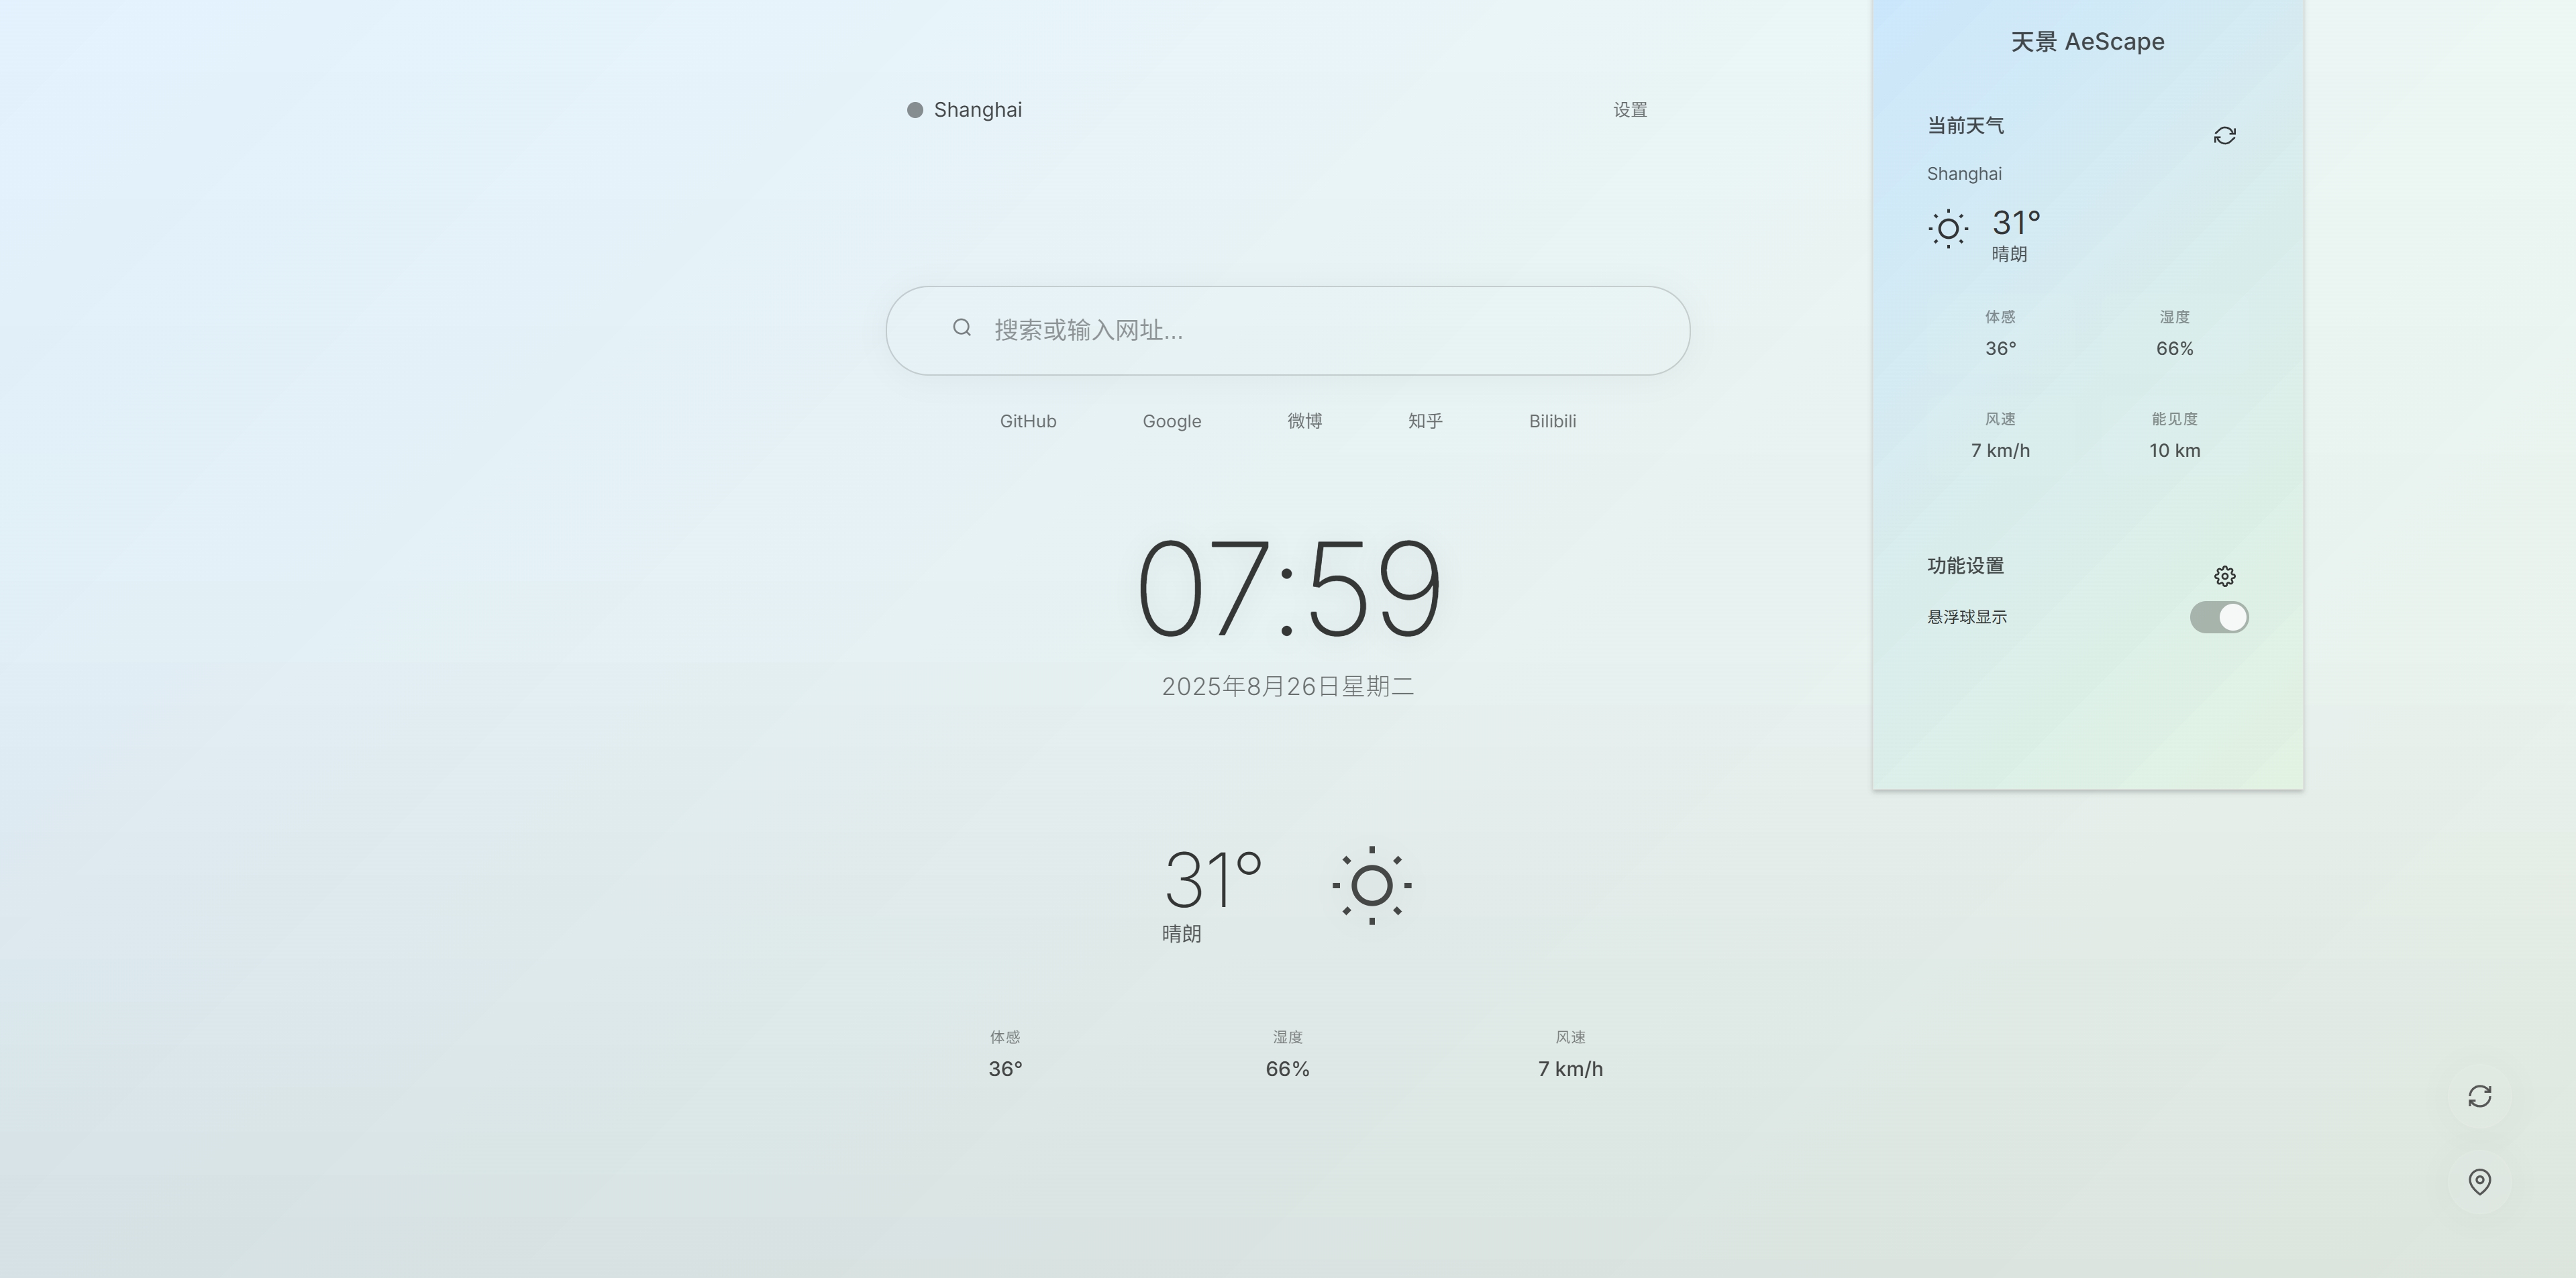 Shanghai
设置
搜索或输入网址...
GitHub Google 微博 知乎 Bilibili
07:59
2025年8月26日星期二
31°
晴朗
体感 湿度 风速
36° 66% 7 km/h
天景 AeScape
当前天气
Shanghai
31°
晴朗
体感 湿度
36° 66%
风速 能见度
7 km/h 10 km
功能设置
悬浮球显示